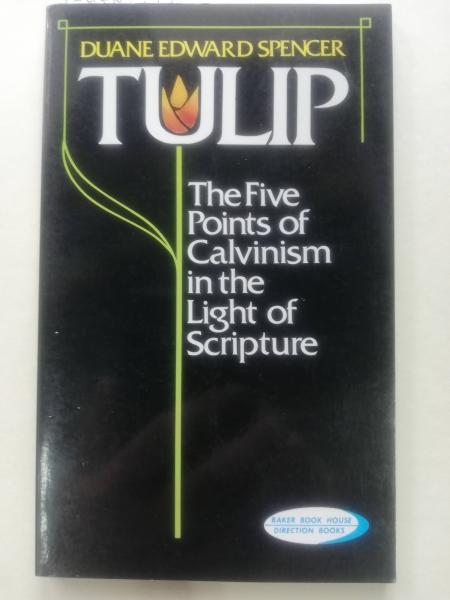 DUANE EDWARD SPENCER
TULIP
The Five
Points of
Calvinism
in the
Light of
Scripture
BAKER BOOK HOUSE
DIRECTION BOOKS